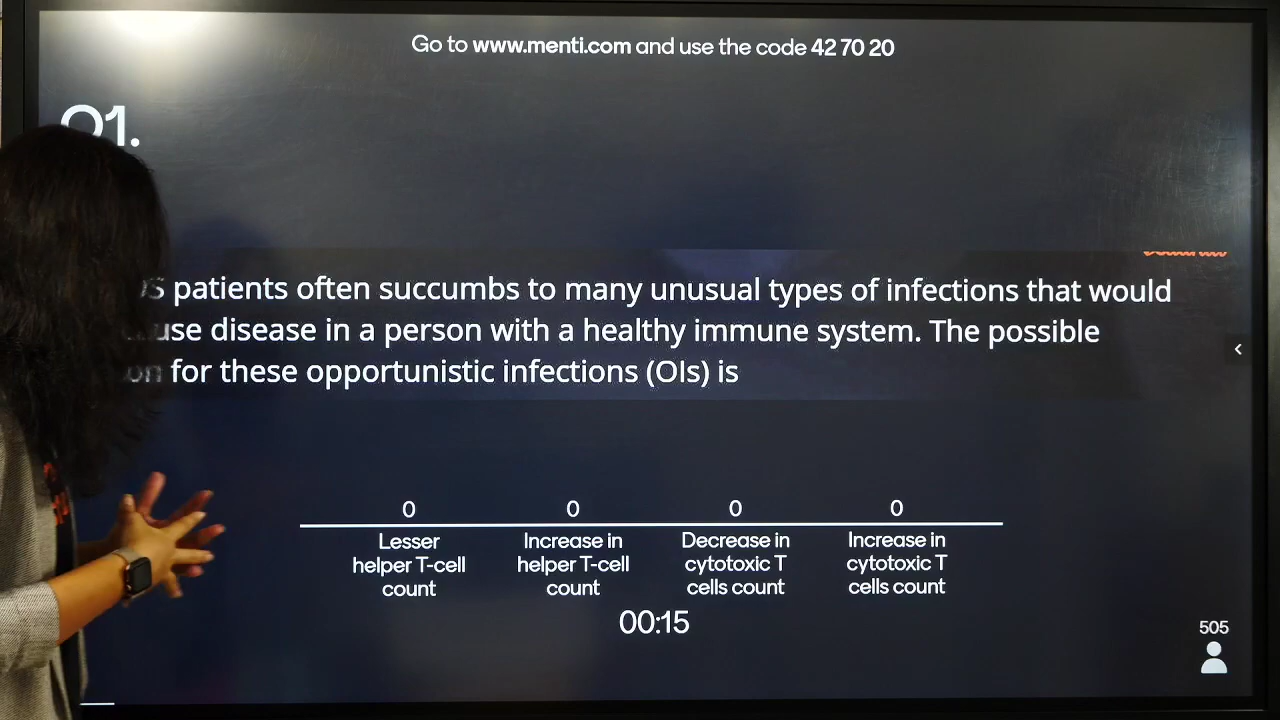 Go to www.menti.com and use the code 42 70 20
Q1.
patients often succumbs to many unusual types of infections that would
disease in a person with a healthy immune system. The possible
for these opportunistic infections (OIs) is
0 0 0 0
Lesser helper T-cell count
Increase in helper T-cell count
Decrease in cytotoxic T cells count
Increase in cytotoxic T cells count
00:15
505